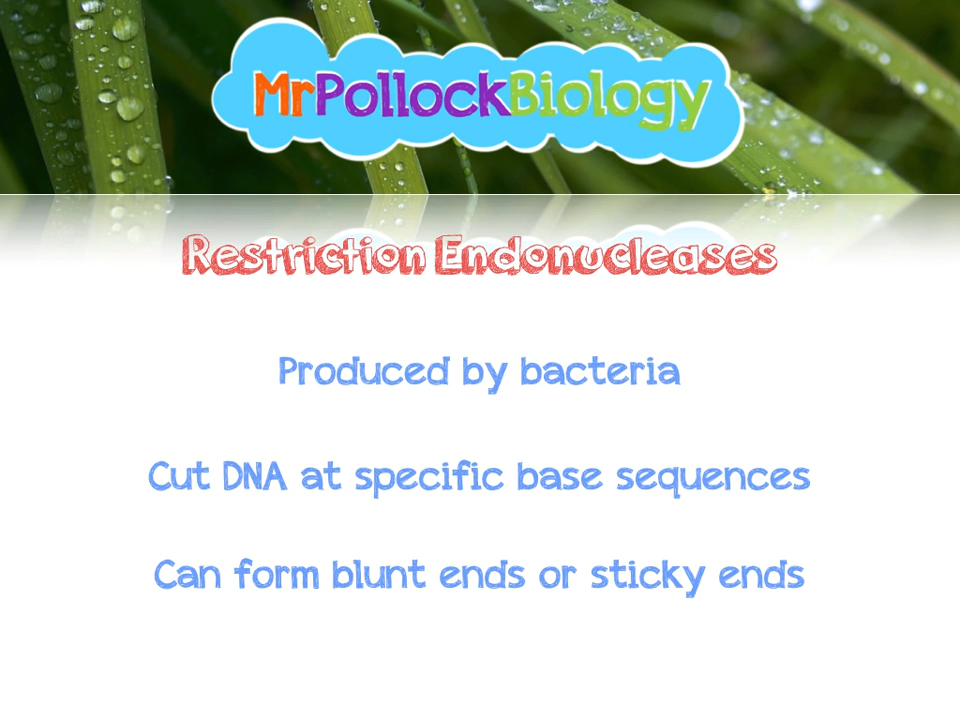 MrPollockBiology
Restriction Endonucleases
Produced by bacteria
Cut DNA at specific base sequences
Can form blunt ends or sticky ends